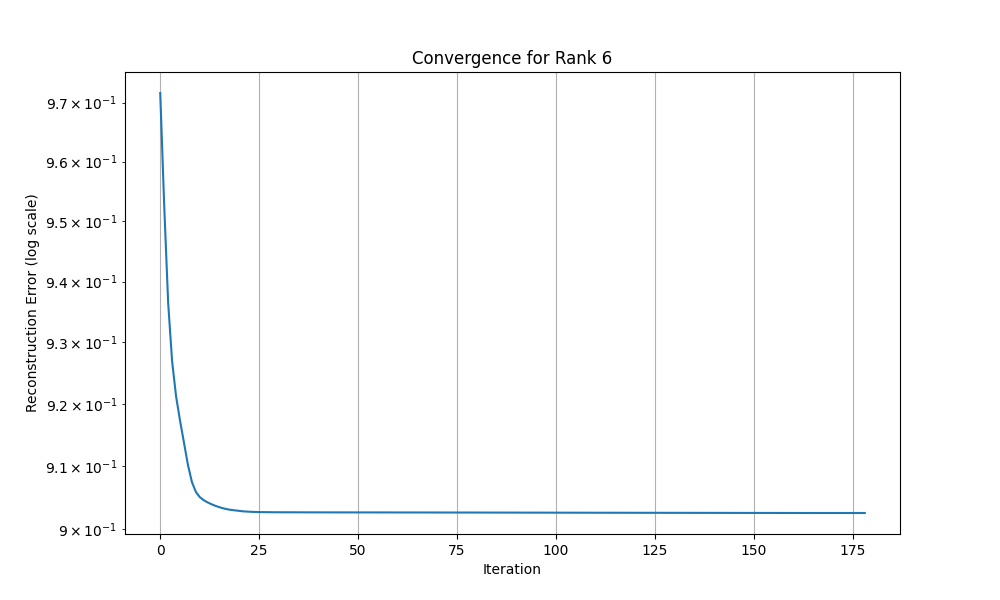 Convergence for Rank 6
Reconstruction Error (log scale)
9.7 × 10⁻¹
9.6 × 10⁻¹
9.5 × 10⁻¹
9.4 × 10⁻¹
9.3 × 10⁻¹
9.2 × 10⁻¹
9.1 × 10⁻¹
9 × 10⁻¹
0 25 50 75 100 125 150 175
Iteration